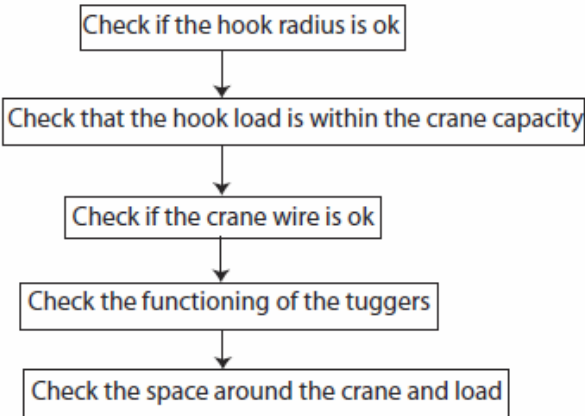 Check if the hook radius is ok
Check that the hook load is within the crane capacity
Check if the crane wire is ok
Check the functioning of the tuggers
Check the space around the crane and load